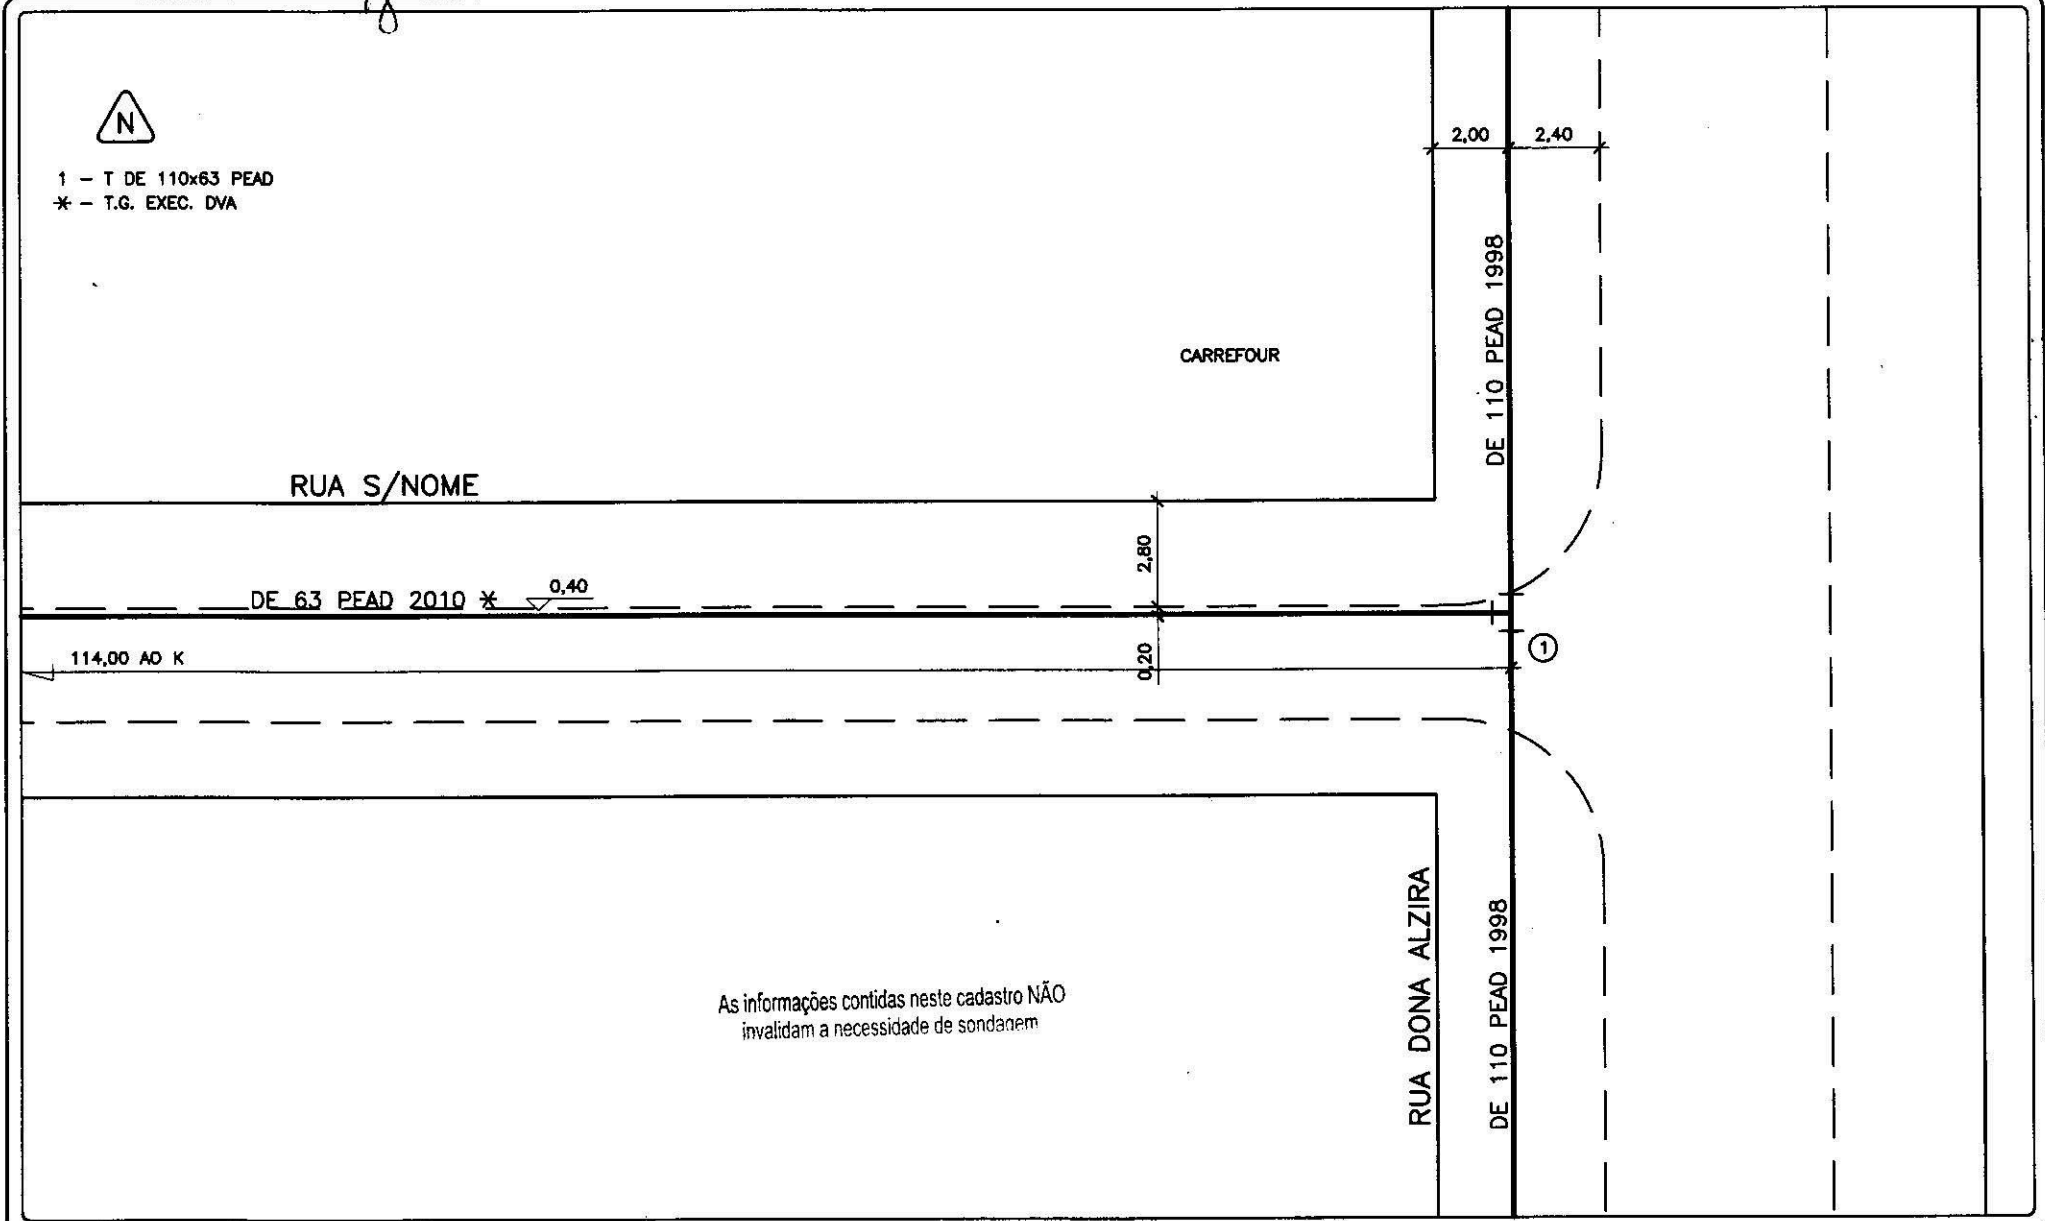 N
1 – T DE 110x63 PEAD
* – T.G. EXEC. DVA
2,00
2,40
DE 110 PEAD 1998
CARREFOUR
RUA S/NOME
2,80
DE 63 PEAD 2010 *
0,40
114,00 AO K
0,20
1
RUA DONA ALZIRA
DE 110 PEAD 1998
As informações contidas neste cadastro NÃO
invalidam a necessidade de sondagem